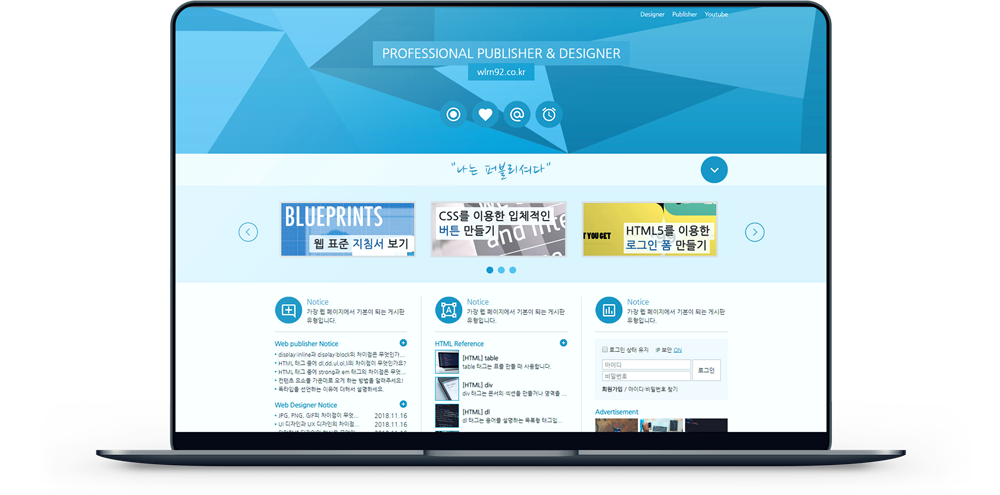 Designer Publisher Youtube
PROFESSIONAL PUBLISHER & DESIGNER
wlrn92.co.kr
"나는 퍼블리셔다"
BLUEPRINTS
웹 표준 지침서 보기
CSS를 이용한 입체적인
버튼 만들기
and inte
T YOU GET
HTML5를 이용한
로그인 폼 만들기
Notice
가장 웹 페이지에서 기본이 되는 게시판
유형입니다.
Web publisher Notice
• display:inline과 display:block의 차이점은 무엇인가...
• HTML 태그 중에 dl,dd,ul,ol,li의 차이점이 무엇인가요?
• HTML 태그 중에 strong과 em 태그의 차이점은 무엇...
• 컨텐츠 요소를 가운데로 오게 하는 방법을 알려주세요!
• 북타입을 선언하는 이유에 더해서 설명하세요.
Web Designer Notice
• JPG, PNG, GIF의 차이점이 무엇... 2018.11.16
• UI 디자인과 UX 디자인의 차이점... 2018.11.16
Notice
가장 웹 페이지에서 기본이 되는 게시판
유형입니다.
HTML Reference
[HTML] table
table 태그는 표를 만들 때 사용합니다.
[HTML] div
div 태그는 문서의 섹션을 만들거나 영역을 ...
[HTML] dl
dl 태그는 용어를 설명하는 목록형 태그입...
Notice
가장 웹 페이지에서 기본이 되는 게시판
유형입니다.
로그인 상태 유지 IP 보안 ON
아이디
비밀번호
로그인
회원가입 / 아이디·비밀번호 찾기
Advertisement